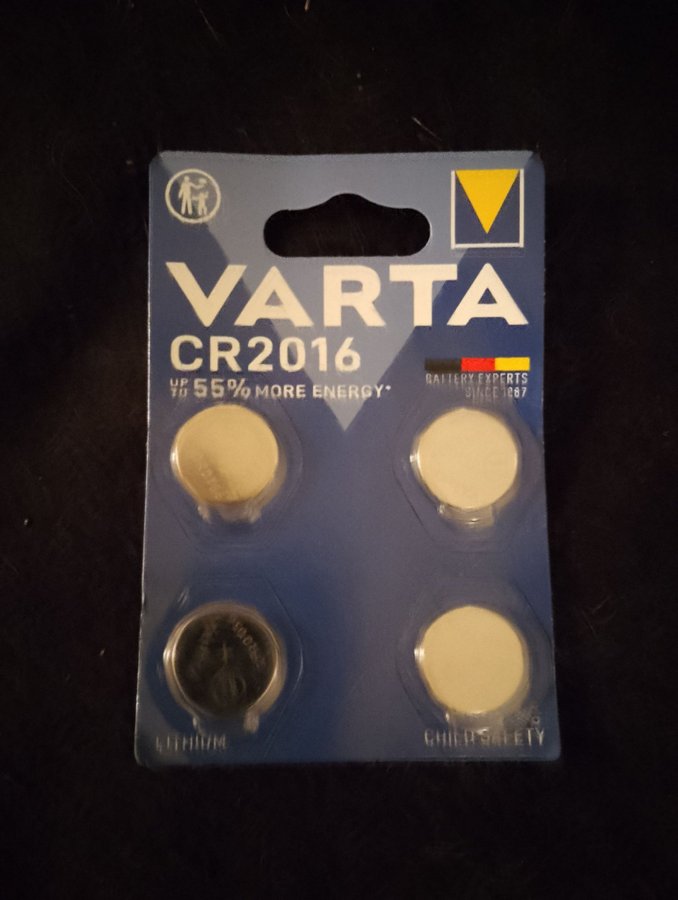 VARTA
CR2016
UP TO 55% MORE ENERGY*
BATTERY EXPERTS
SINCE 1887
LITHIUM
CHILD SAFETY